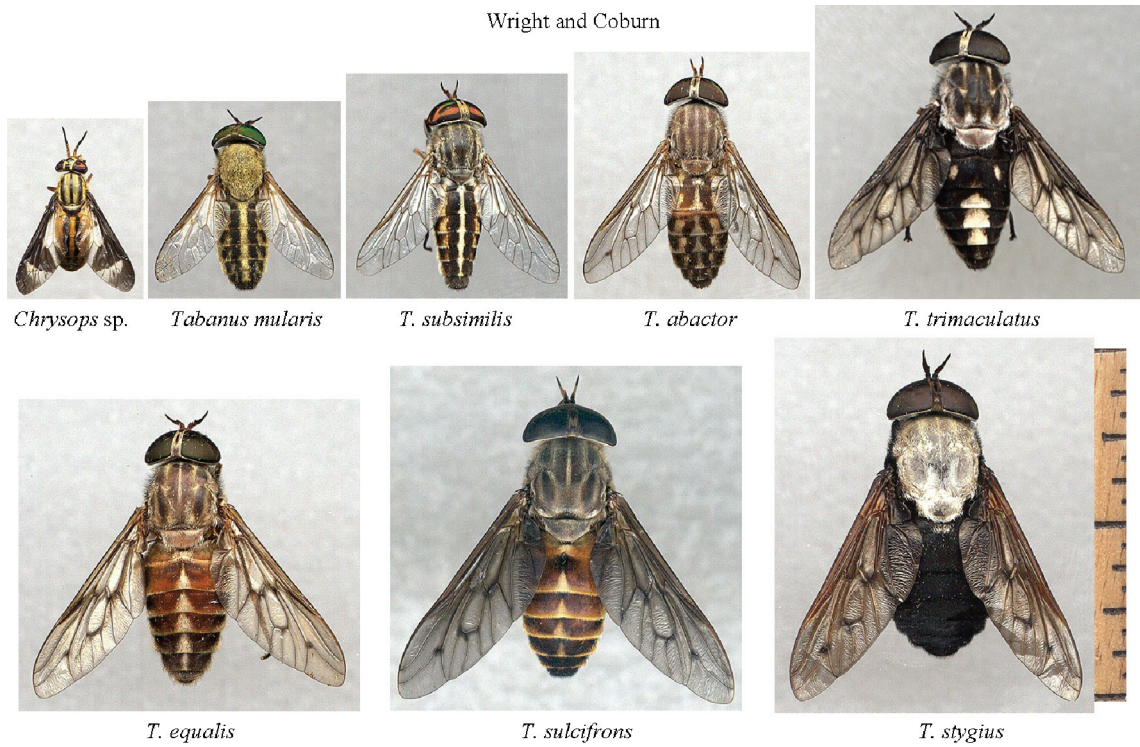 Wright and Coburn
Chrysops sp.
Tabanus mularis
T. subsimilis
T. abactor
T. trimaculatus
T. equalis
T. sulcifrons
T. stygius